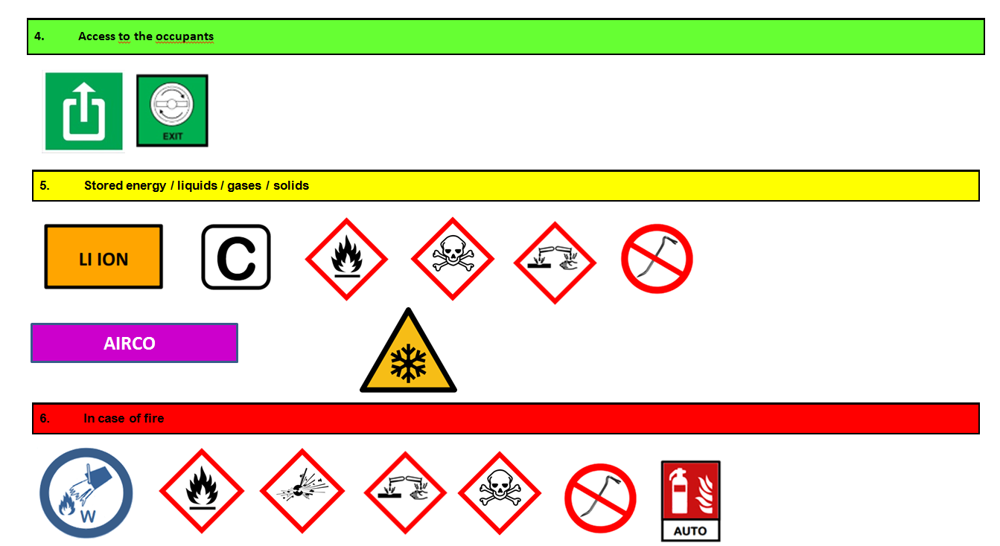 4. Access to the occupants
EXIT
5. Stored energy / liquids / gases / solids
LI ION
C
AIRCO
6. In case of fire
W
AUTO